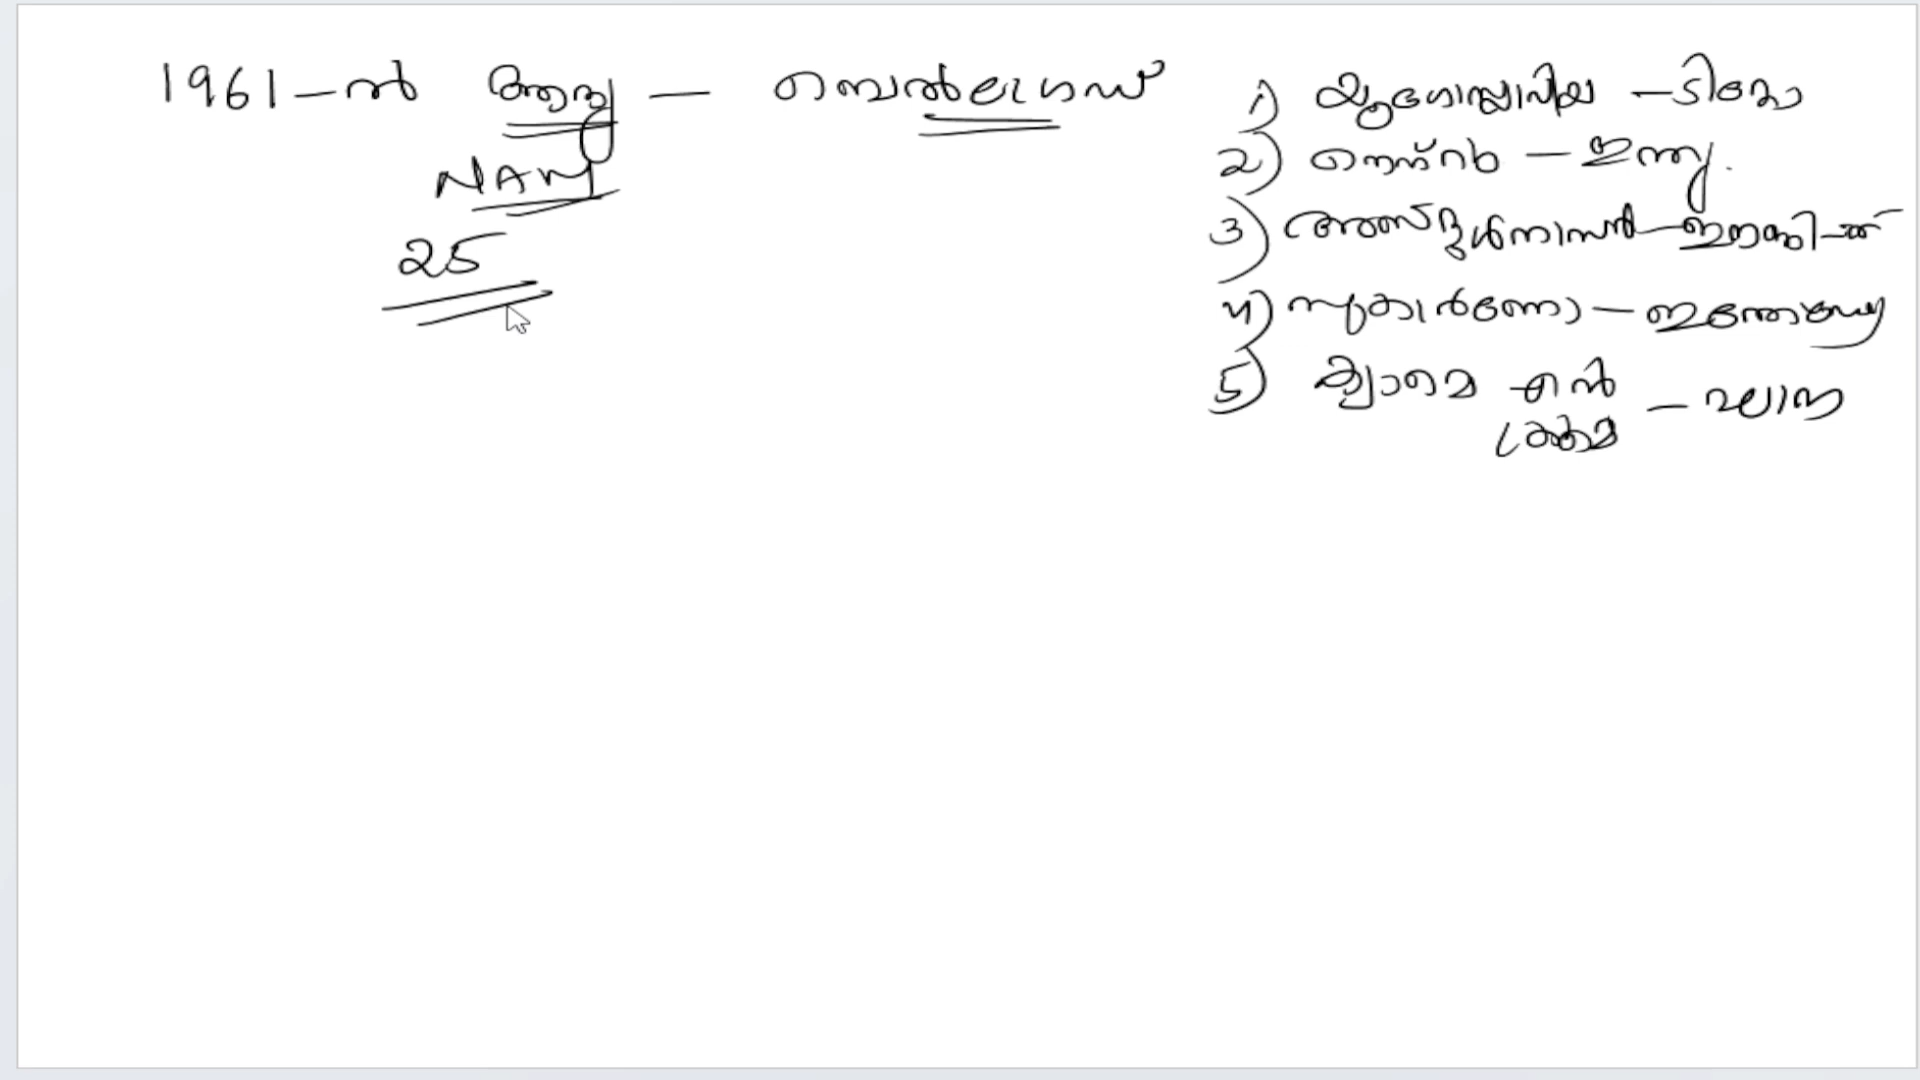 1961-ൽ ആദ്യ — ബെൽഗ്രേഡ്
NAM
25
1) യൂഗോസ്ലാവിയ - ടിറ്റോ
2) നെഹ്റു - ഇന്ത്യ.
3) അബ്ദുൾനാസർ - ഈജിപ്ത്
4) സുകാർണോ - ഇന്തോനേഷ്യ
5) ക്വാമെ എൻ ക്രുമ - ഘാന